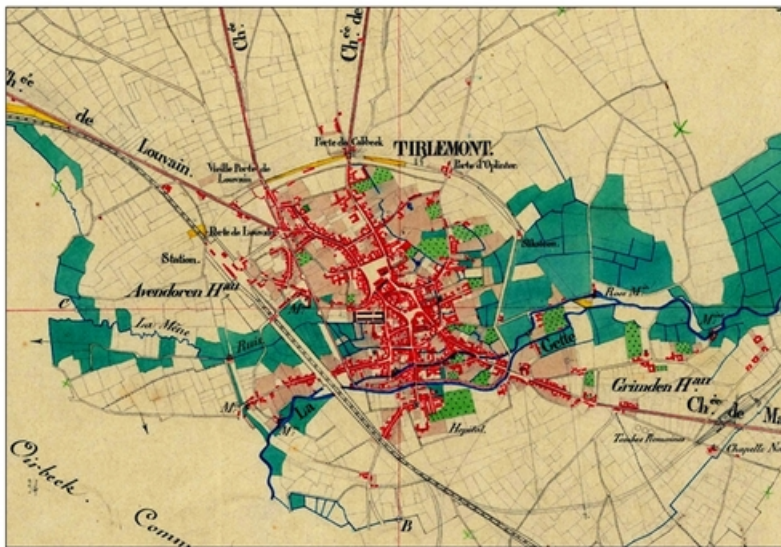 Ch.ée
Ch.ée de
Ch.ée
de
Louvain.
Porte de Cabbeek
TIRLEMONT.
Vieille Porte de
Louvain.
Porte d'Oplinter.
Porte de Louvain
Station.
Avendoren H.au
C
La Mène
Ruis.
M.in
La
Gette
Grimden H.au
Ch.ée de Ma
Hopital.
Tombes Romaines
Chapelle N
Oirbeek.
Comm
B